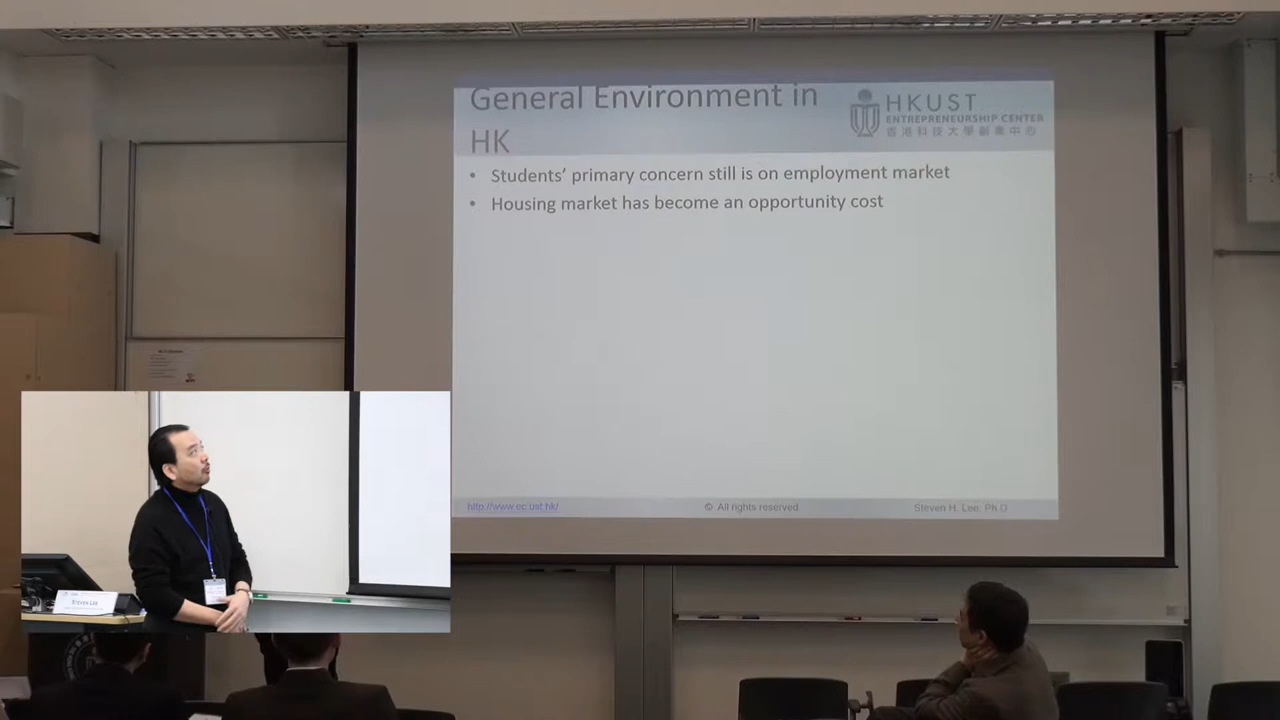 General Environment in
HK
HKUST
ENTREPRENEURSHIP CENTER
香港科技大學創業中心
• Students’ primary concern still is on employment market
• Housing market has become an opportunity cost
http://www.ec.ust.hk/
© All rights reserved
Steven H. Lee, Ph.D
STEVEN LEE